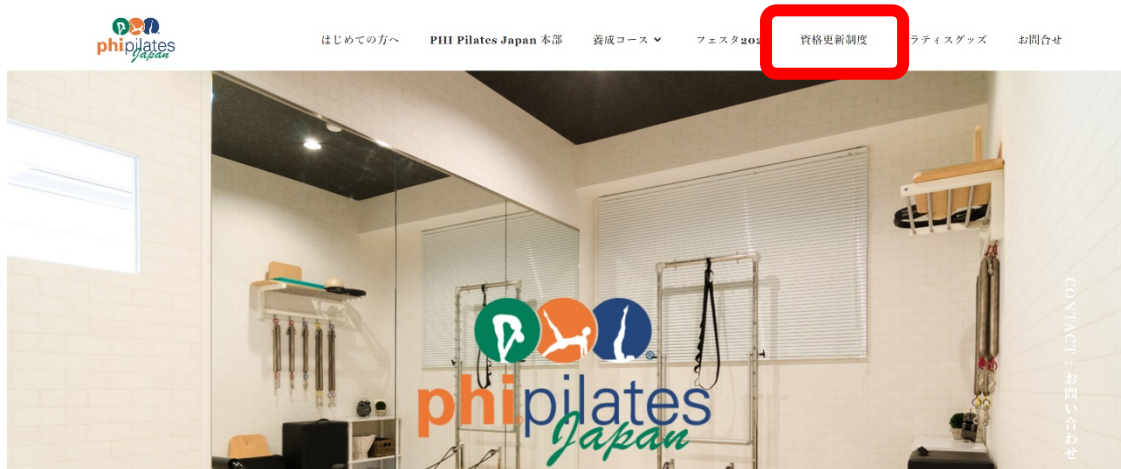 phipilates
Japan
はじめての方へ
PHI Pilates Japan 本部
養成コース
フェスタ202
資格更新制度
ラティスグッズ
お問合せ
phipilates
Japan
CONTACT : お問い合わせ